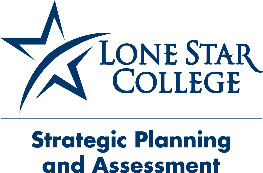 LONE STAR
COLLEGE
Strategic Planning
and Assessment